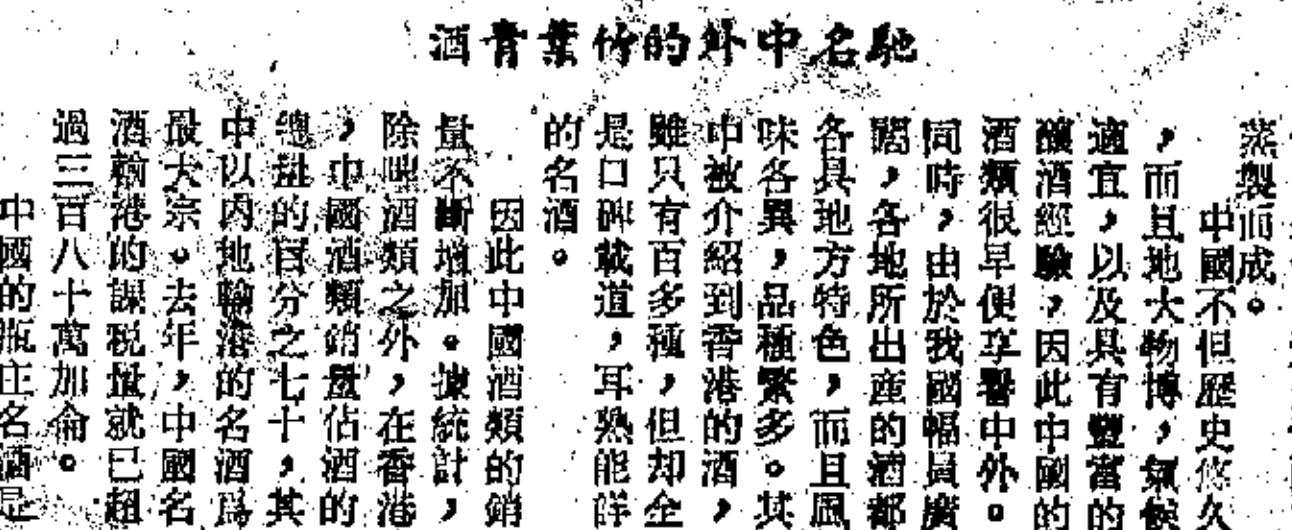 馳名中外的竹葉青酒
蒸製而成。
中國不但歷史悠久
，而且地大物博，氣候
適宜，以及具有豐富的
釀酒經驗，因此中國的
酒類很早便享譽中外。
同時，由於我國幅員廣
闊，各地所出產的酒都
各具地方特色，而且風
味各異，品種繁多。其
中被介紹到香港的酒，
雖只有百多種，但却全
是口碑載道，耳熟能詳
的名酒。
因此中國酒類的銷
量不斷增加。據統計，
除啤酒類之外，在香港
，中國酒類銷量佔酒的
總量的百分之七十，其
中以內地輸港的名酒爲
最大宗。去年，中國名
酒輸港的課稅量就已超
過三百八十萬加侖。
中國的瓶庄名酒是